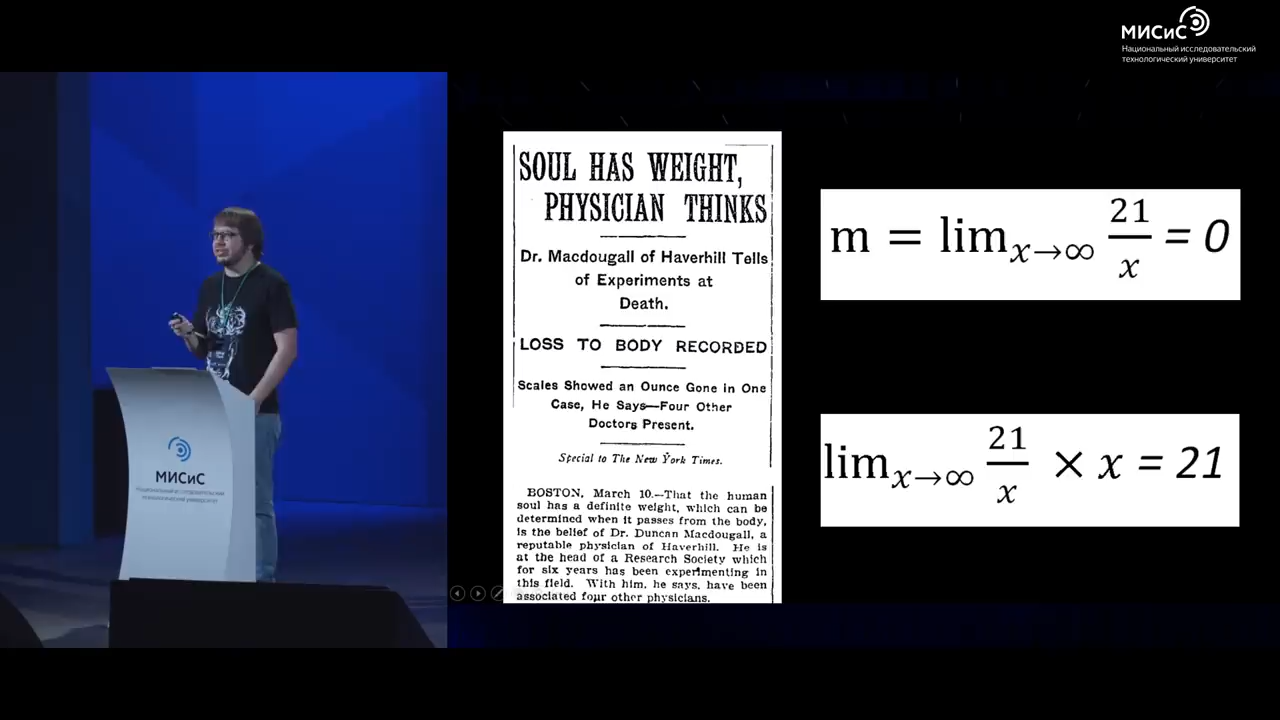 МИСиС
Национальный исследовательский
технологический университет
SOUL HAS WEIGHT,
PHYSICIAN THINKS
Dr. Macdougall of Haverhill Tells
of Experiments at
Death.
LOSS TO BODY RECORDED
Scales Showed an Ounce Gone in One
Case, He Says—Four Other
Doctors Present.
Special to The New York Times.
BOSTON, March 10.—That the human
soul has a definite weight, which can be
determined when it passes from the body,
is the belief of Dr. Duncan Macdougall, a
reputable physician of Haverhill. He is
at the head of a Research Society which
for six years has been experimenting in
this field. With him, he says, have been
associated four other physicians.
m = lim x→∞ 21/x = 0
lim x→∞ 21/x × x = 21
МИСиС
Национальный исследовательский
технологический университет